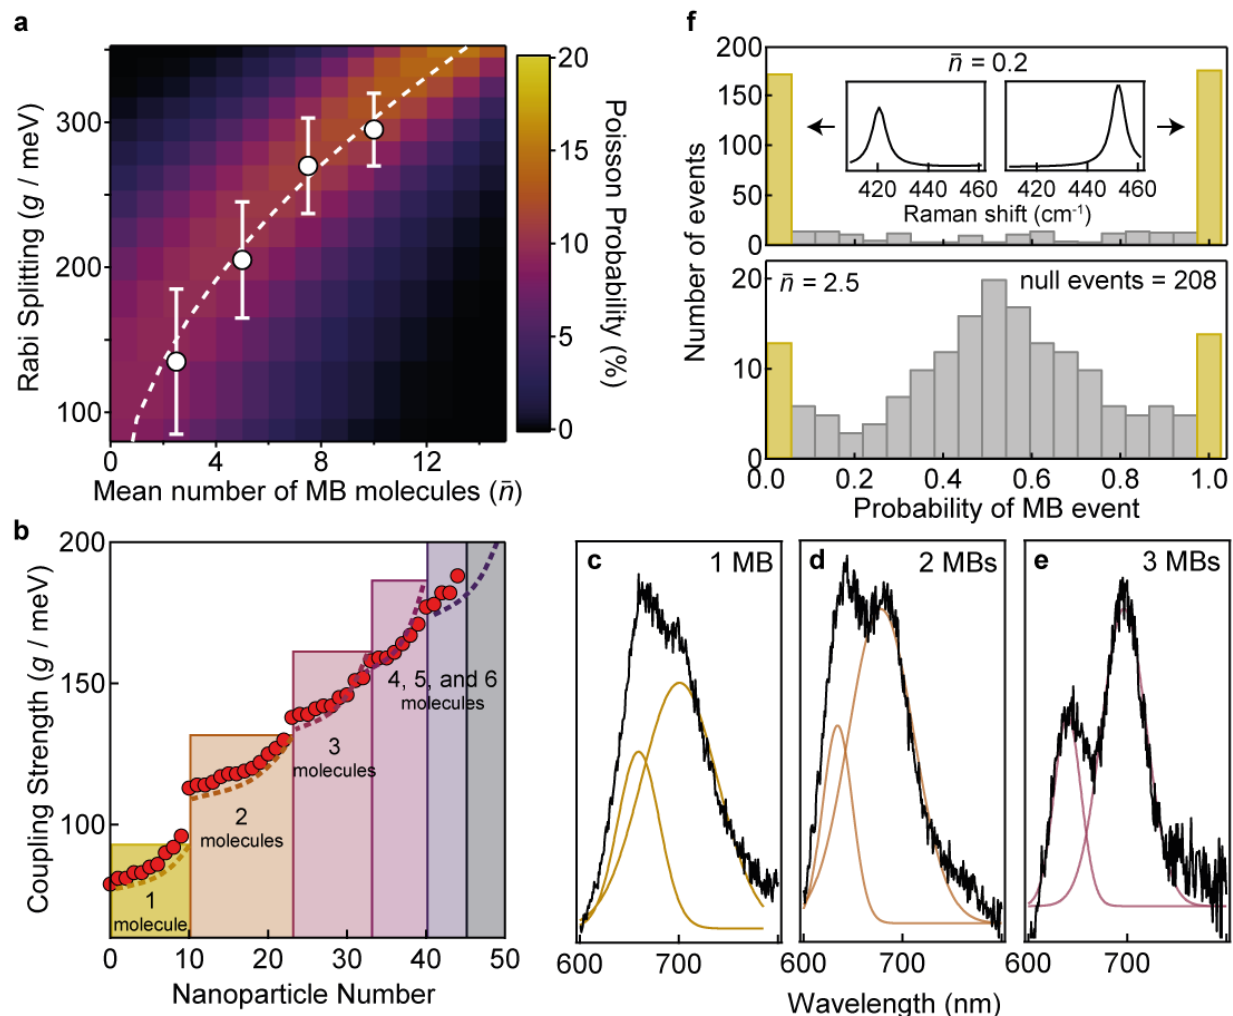 a
Rabi Splitting (g / meV)
300
200
100
0
4
8
12
Mean number of MB molecules (n̄)
20
15
10
5
0
Poisson Probability (%)
f
Number of events
200
150
100
50
0
n̄ = 0.2
420 440 460
420 440 460
Raman shift (cm⁻¹)
20
10
0
n̄ = 2.5
null events = 208
0.0 0.2 0.4 0.6 0.8 1.0
Probability of MB event
b
Coupling Strength (g / meV)
200
150
100
1
molecule
2
molecules
3
molecules
4, 5, and 6
molecules
0 10 20 30 40 50
Nanoparticle Number
c
1 MB
d
2 MBs
e
3 MBs
600 700
600 700
600 700
Wavelength (nm)